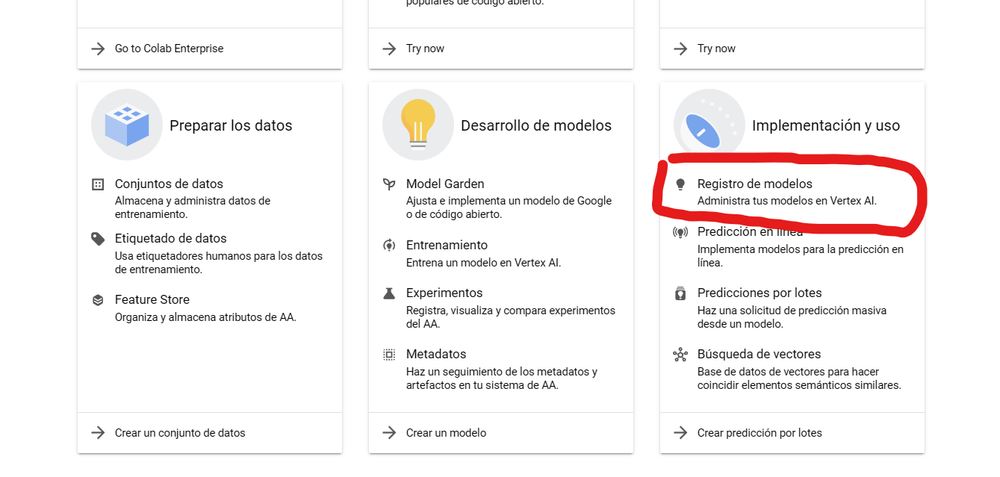 populares de código abierto.
Go to Colab Enterprise
Try now
Try now
Preparar los datos
Conjuntos de datos
Almacena y administra datos de
entrenamiento.
Etiquetado de datos
Usa etiquetadores humanos para los datos
de entrenamiento.
Feature Store
Organiza y almacena atributos de AA.
Crear un conjunto de datos
Desarrollo de modelos
Model Garden
Ajusta e implementa un modelo de Google
o de código abierto.
Entrenamiento
Entrena un modelo en Vertex AI.
Experimentos
Registra, visualiza y compara experimentos
del AA.
Metadatos
Haz un seguimiento de los metadatos y
artefactos en tu sistema de AA.
Crear un modelo
Implementación y uso
Registro de modelos
Administra tus modelos en Vertex AI.
Predicción en línea
Implementa modelos para la predicción en
línea.
Predicciones por lotes
Haz una solicitud de predicción masiva
desde un modelo.
Búsqueda de vectores
Base de datos de vectores para hacer
coincidir elementos semánticos similares.
Crear predicción por lotes